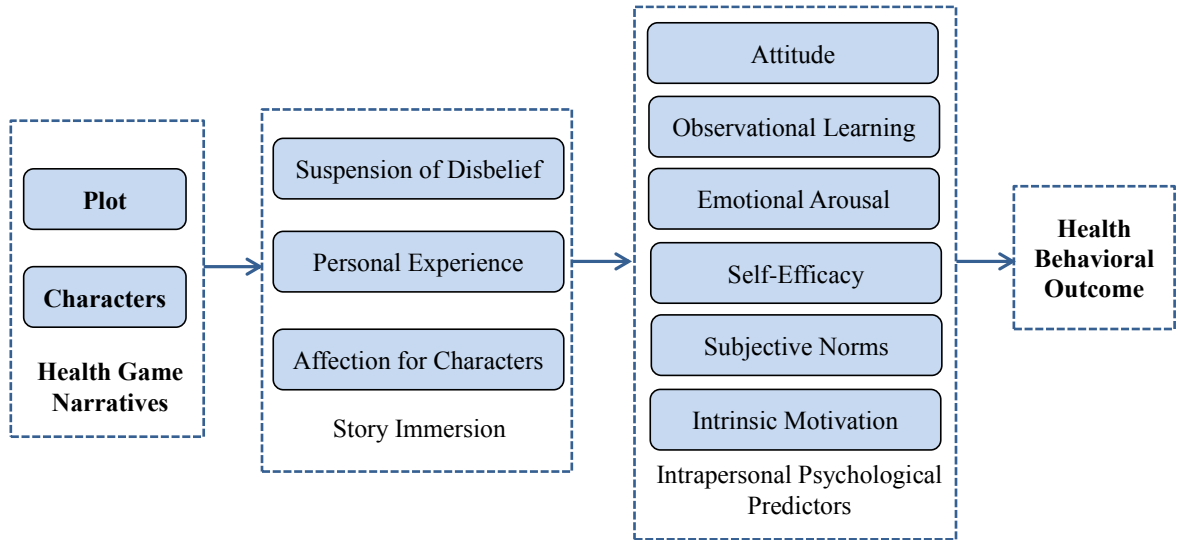 Plot
Characters
Health Game
Narratives
Suspension of Disbelief
Personal Experience
Affection for Characters
Story Immersion
Attitude
Observational Learning
Emotional Arousal
Self-Efficacy
Subjective Norms
Intrinsic Motivation
Intrapersonal Psychological
Predictors
Health
Behavioral
Outcome